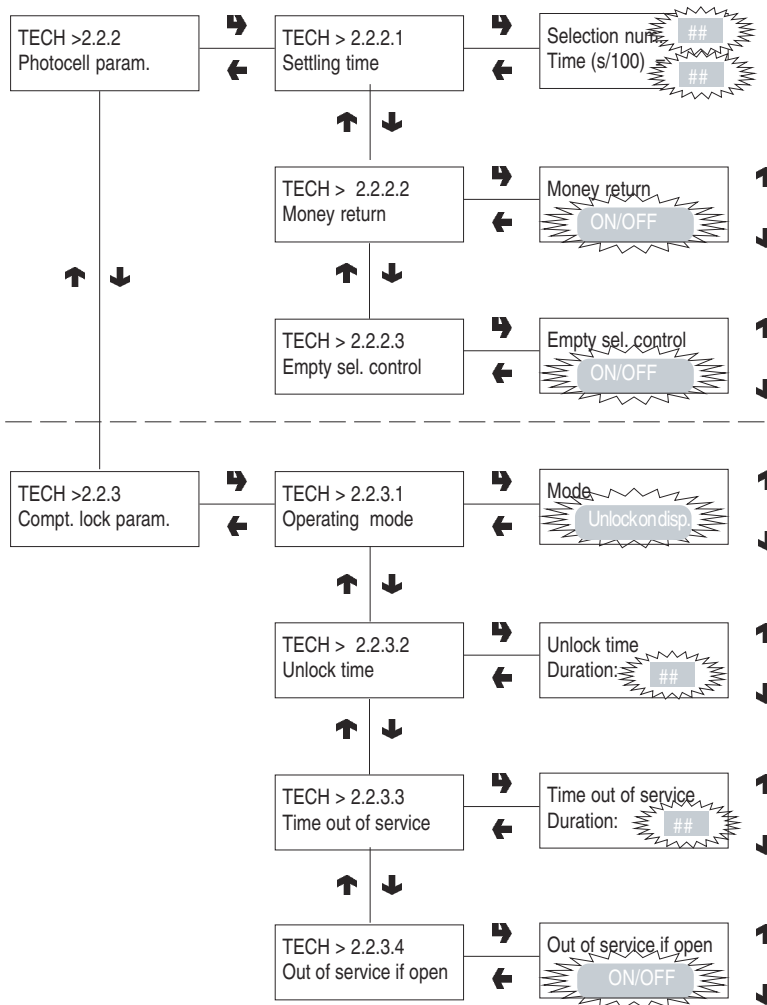 TECH >2.2.2
Photocell param.
TECH > 2.2.2.1
Settling time
Selection num. ##
Time (s/100) ##
TECH > 2.2.2.2
Money return
Money return
ON/OFF
TECH > 2.2.2.3
Empty sel. control
Empty sel. control
ON/OFF
TECH >2.2.3
Compt. lock param.
TECH > 2.2.3.1
Operating mode
Mode
Unlock on disp.
TECH > 2.2.3.2
Unlock time
Unlock time
Duration: ##
TECH > 2.2.3.3
Time out of service
Time out of service
Duration: ##
TECH > 2.2.3.4
Out of service if open
Out of service if open
ON/OFF